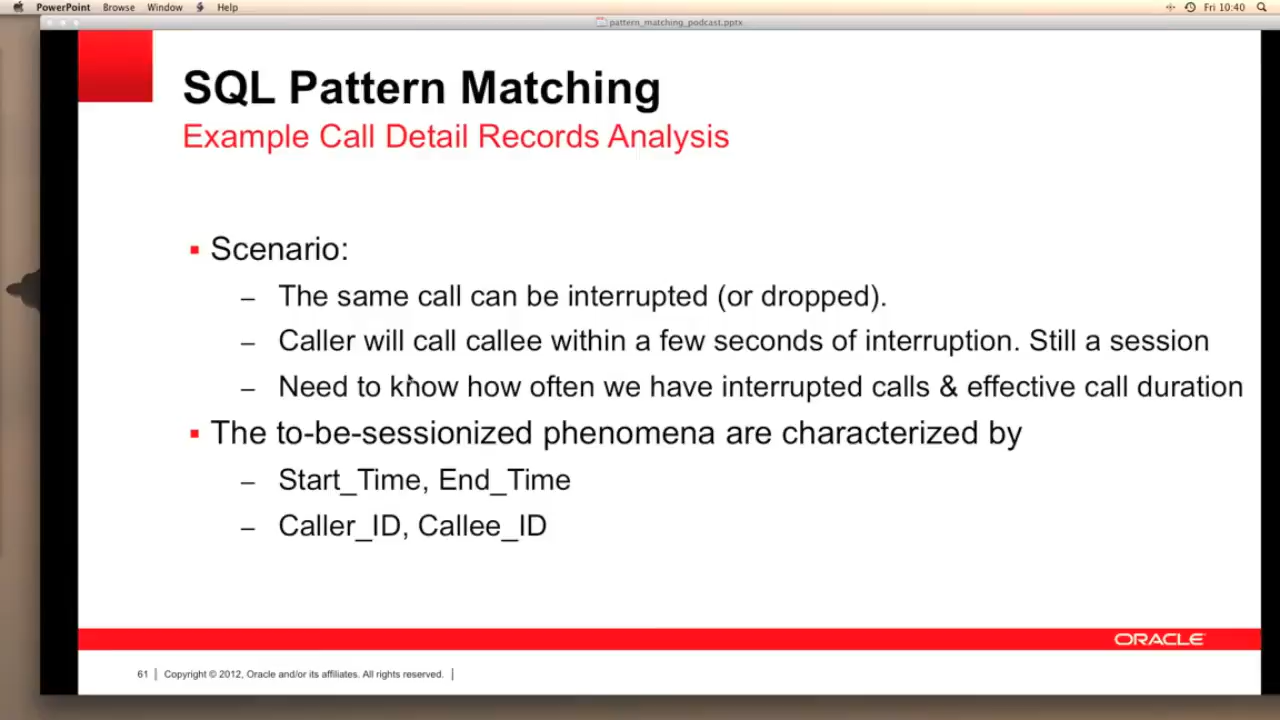 PowerPoint Browse Window Help Fri 10:40
pattern_matching_podcast.pptx
SQL Pattern Matching
Example Call Detail Records Analysis
▪ Scenario:
– The same call can be interrupted (or dropped).
– Caller will call callee within a few seconds of interruption. Still a session
– Need to know how often we have interrupted calls & effective call duration
▪ The to-be-sessionized phenomena are characterized by
– Start_Time, End_Time
– Caller_ID, Callee_ID
ORACLE
61 | Copyright © 2012, Oracle and/or its affiliates. All rights reserved. |